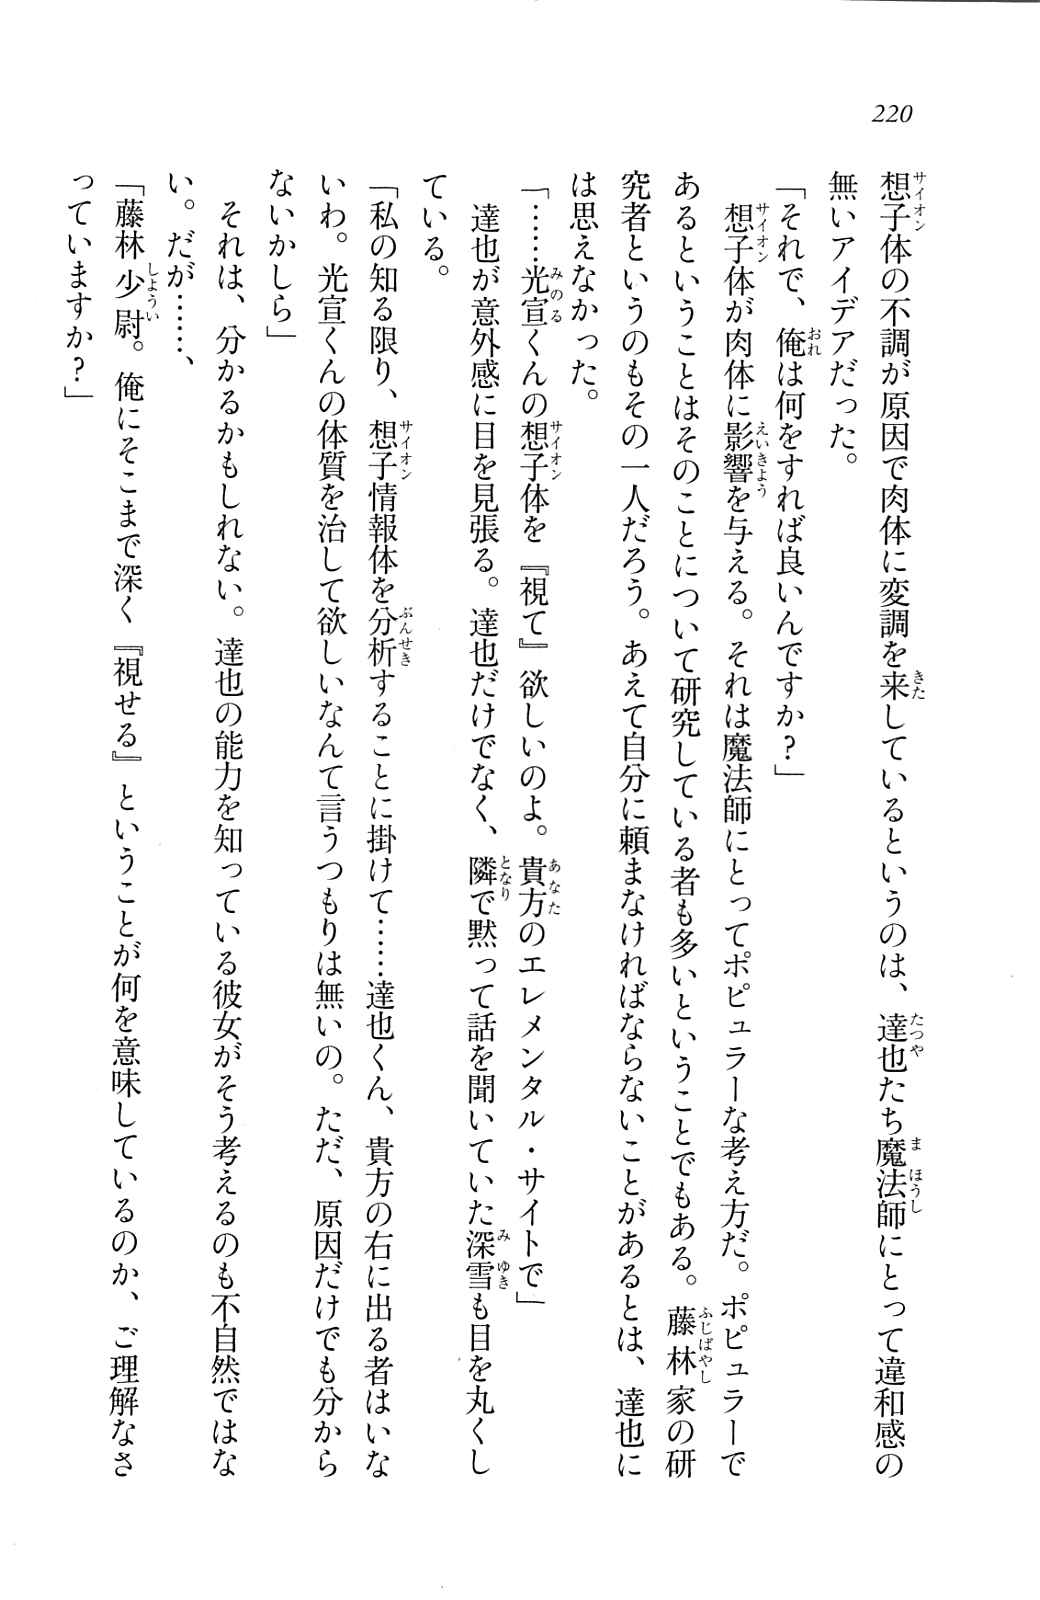 220
想子体の不調が原因で肉体に変調を来しているというのは、達也たち魔法師にとって違和感の
無いアイデアだった。
「それで、俺は何をすれば良いんですか？」
想子体が肉体に影響を与える。それは魔法師にとってポピュラーな考え方だ。ポピュラーで
あるということはそのことについて研究している者も多いということでもある。藤林家の研
究者というのもその一人だろう。あえて自分に頼まなければならないことがあるとは、達也に
は思えなかった。
「……光宣くんの想子体を『視て』欲しいのよ。貴方のエレメンタル・サイトで」
達也が意外感に目を見張る。達也だけでなく、隣で黙って話を聞いていた深雪も目を丸くし
ている。
「私の知る限り、想子情報体を分析することに掛けて……達也くん、貴方の右に出る者はいな
いわ。光宣くんの体質を治して欲しいなんて言うつもりは無いの。ただ、原因だけでも分から
ないかしら」
それは、分かるかもしれない。達也の能力を知っている彼女がそう考えるのも不自然ではな
い。だが……、
「藤林少尉。俺にそこまで深く『視せる』ということが何を意味しているのか、ご理解なさ
っていますか？」